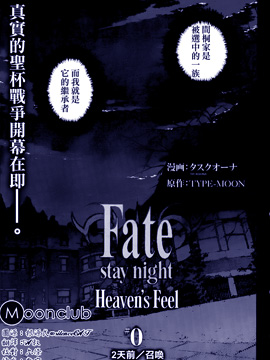 間桐家是
被選中的一族
而我就是
它的繼承者
真實的聖杯戰爭開幕在即——。
漫画:タスクオーナ
原作:TYPE-MOON
Fate
stay night
Heaven's Feel
0
2天前／召喚
Moonclub